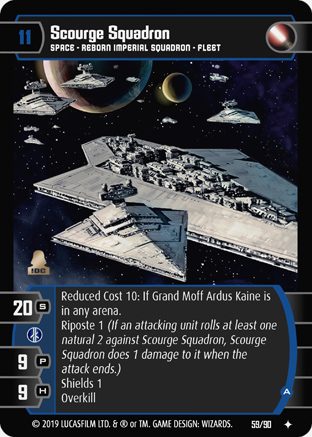 11
Scourge Squadron
SPACE - REBORN IMPERIAL SQUADRON - FLEET
IDC
20 S
9 P
9 H
Reduced Cost 10: If Grand Moff Ardus Kaine is
in any arena.
Riposte 1 (If an attacking unit rolls at least one
natural 2 against Scourge Squadron, Scourge
Squadron does 1 damage to it when the
attack ends.)
Shields 1
Overkill
A
© 2019 LUCASFILM LTD. & ® or TM. GAME DESIGN: WIZARDS.
59/90